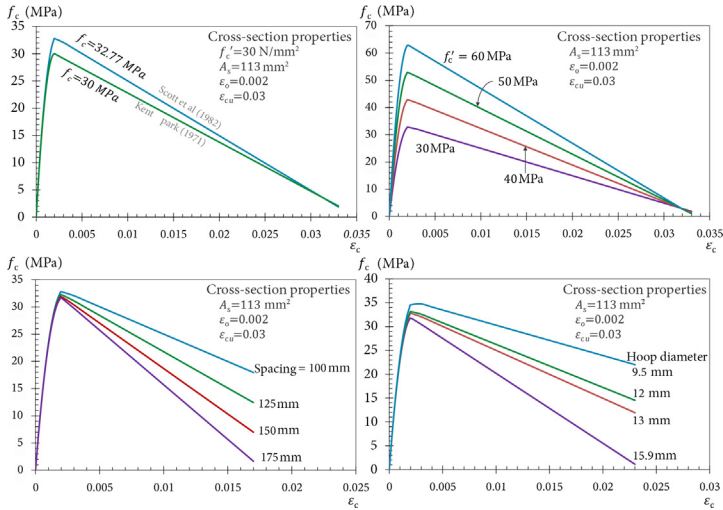 f_c (MPa)
35
30
25
20
15
10
5
0
0
0.005
0.01
0.015
0.02
0.025
0.03
0.035
ε_c
Cross-section properties
f_c′=30 N/mm²
A_s=113 mm²
ε_o=0.002
ε_cu=0.03
f_c=32.77 MPa
f_c=30 MPa
Scott et al (1982)
Kent park (1971)
f_c (MPa)
70
60
50
40
30
20
10
0
0
0.005
0.01
0.015
0.02
0.025
0.03
0.035
ε_c
Cross-section properties
A_s=113 mm²
ε_o=0.002
ε_cu=0.03
f_c′ = 60 MPa
50 MPa
30 MPa
40 MPa
f_c (MPa)
35
30
25
20
15
10
5
0
0
0.005
0.01
0.015
0.02
0.025
ε_c
Cross-section properties
A_s=113 mm²
ε_o=0.002
ε_cu=0.03
Spacing = 100 mm
125 mm
150 mm
175 mm
f_c (MPa)
40
35
30
25
20
15
10
5
0
0
0.005
0.01
0.015
0.02
0.025
0.03
ε_c
Cross-section properties
A_s=113 mm²
ε_o=0.002
ε_cu=0.03
Hoop diameter
9.5 mm
12 mm
13 mm
15.9 mm